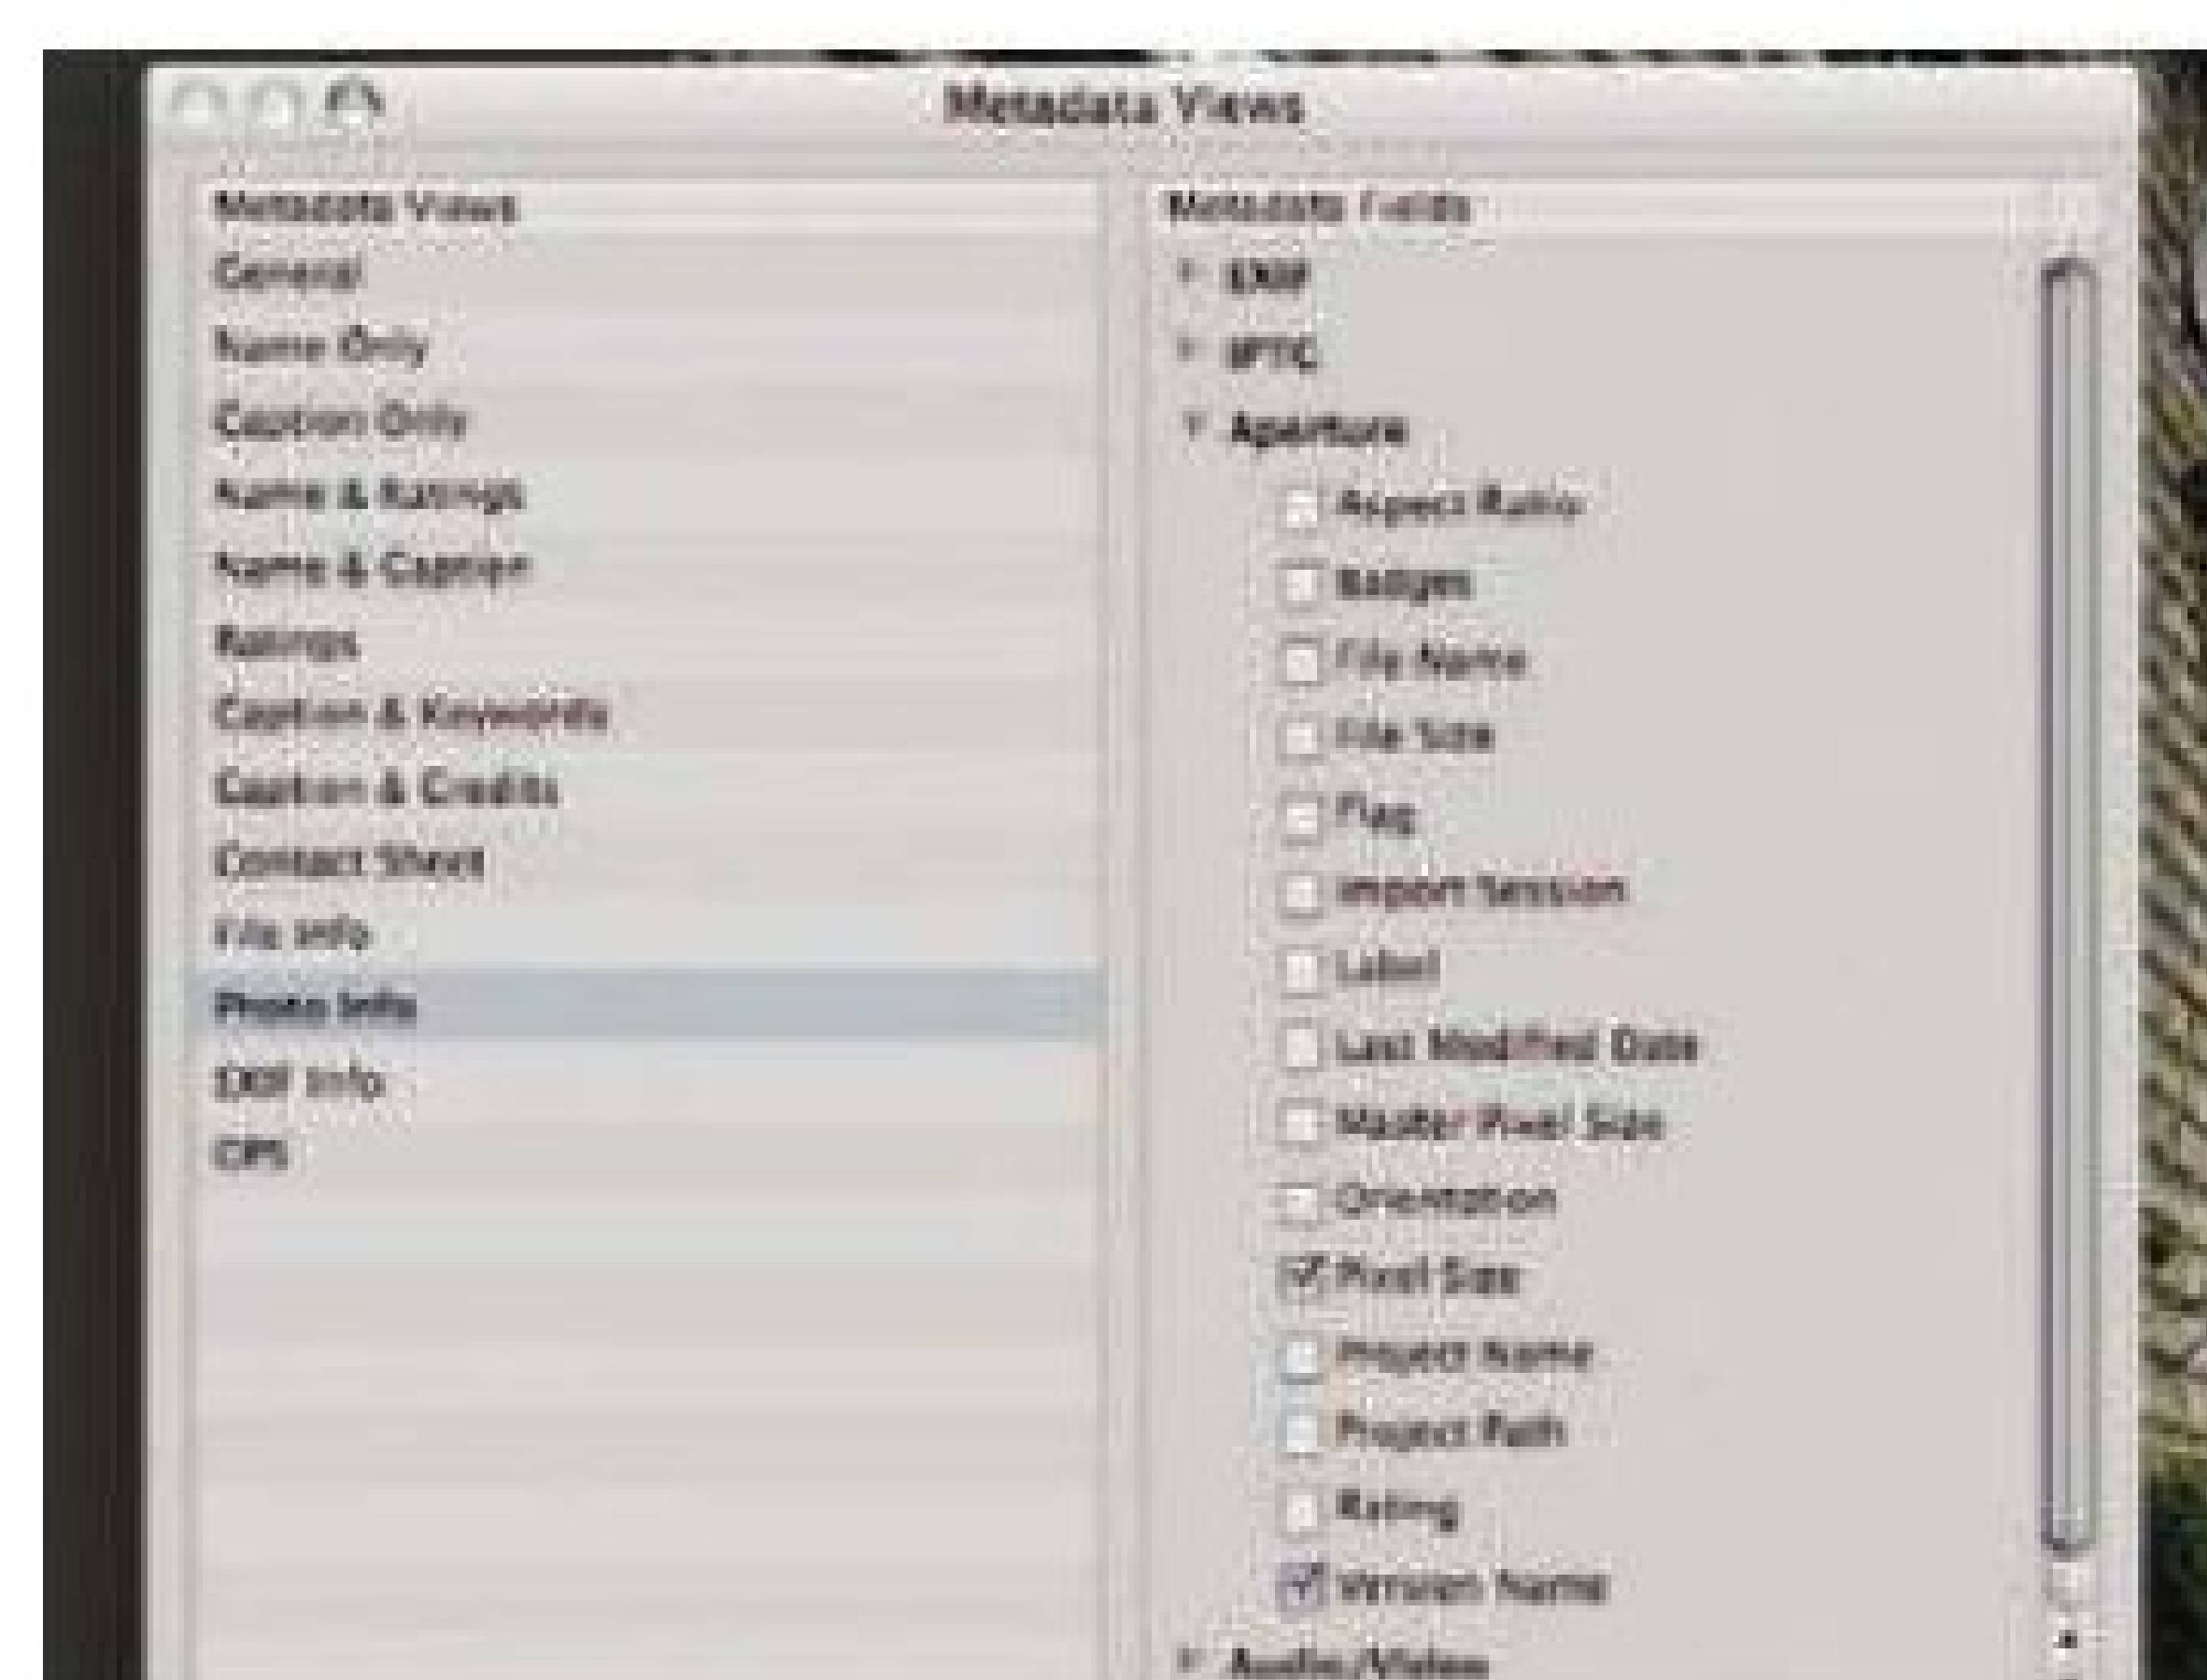 Metadata Views
Metadata Views
General
Name Only
Caption Only
Name & Ratings
Name & Caption
Ratings
Caption & Keywords
Caption & Credits
Contact Sheet
File Info
Photo Info
EXIF Info
GPS
Metadata Fields
EXIF
IPTC
Aperture
Aspect Ratio
Badges
File Name
File Size
Flag
Import Session
Label
Last Modified Date
Master Pixel Size
Orientation
Pixel Size
Project Name
Project Path
Rating
Version Name
Audio/Video